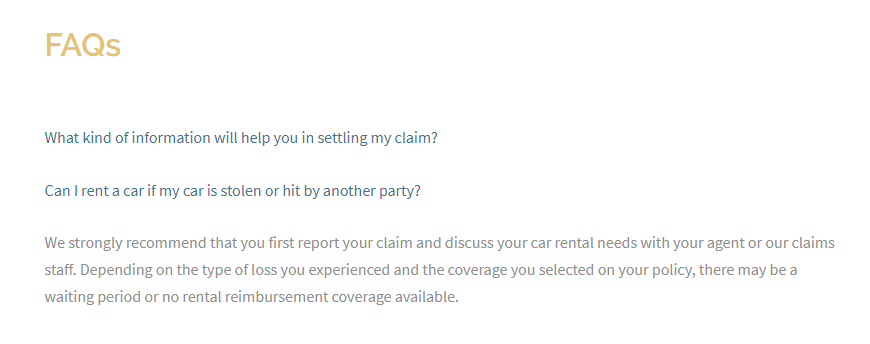 FAQs
What kind of information will help you in settling my claim?
Can I rent a car if my car is stolen or hit by another party?
We strongly recommend that you first report your claim and discuss your car rental needs with your agent or our claims
staff. Depending on the type of loss you experienced and the coverage you selected on your policy, there may be a
waiting period or no rental reimbursement coverage available.